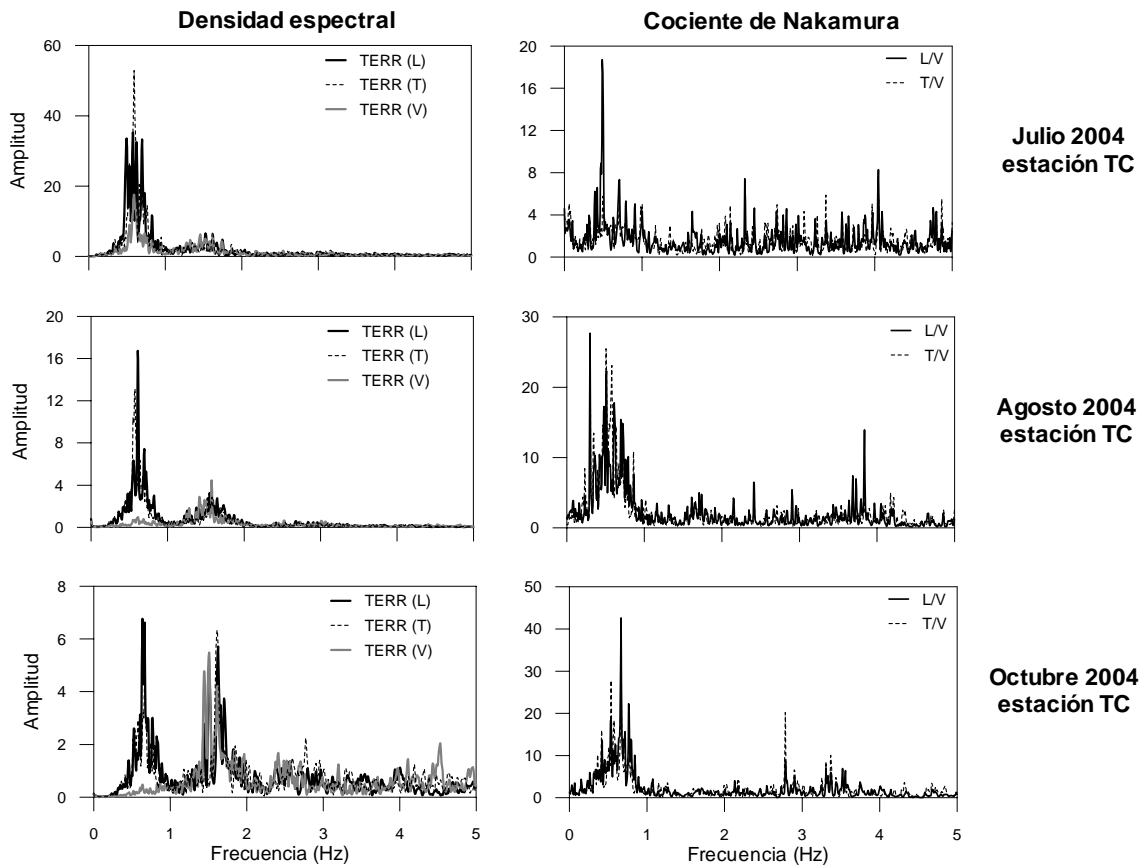 Densidad espectral
Cociente de Nakamura
60
40
20
0
Amplitud
TERR (L)
TERR (T)
TERR (V)
20
16
12
8
4
0
L/V
T/V
Julio 2004
estación TC
20
16
12
8
4
0
Amplitud
TERR (L)
TERR (T)
TERR (V)
30
20
10
0
L/V
T/V
Agosto 2004
estación TC
8
6
4
2
0
Amplitud
TERR (L)
TERR (T)
TERR (V)
0 1 2 3 4 5
Frecuencia (Hz)
50
40
30
20
10
0
L/V
T/V
0 1 2 3 4 5
Frecuencia (Hz)
Octubre 2004
estación TC